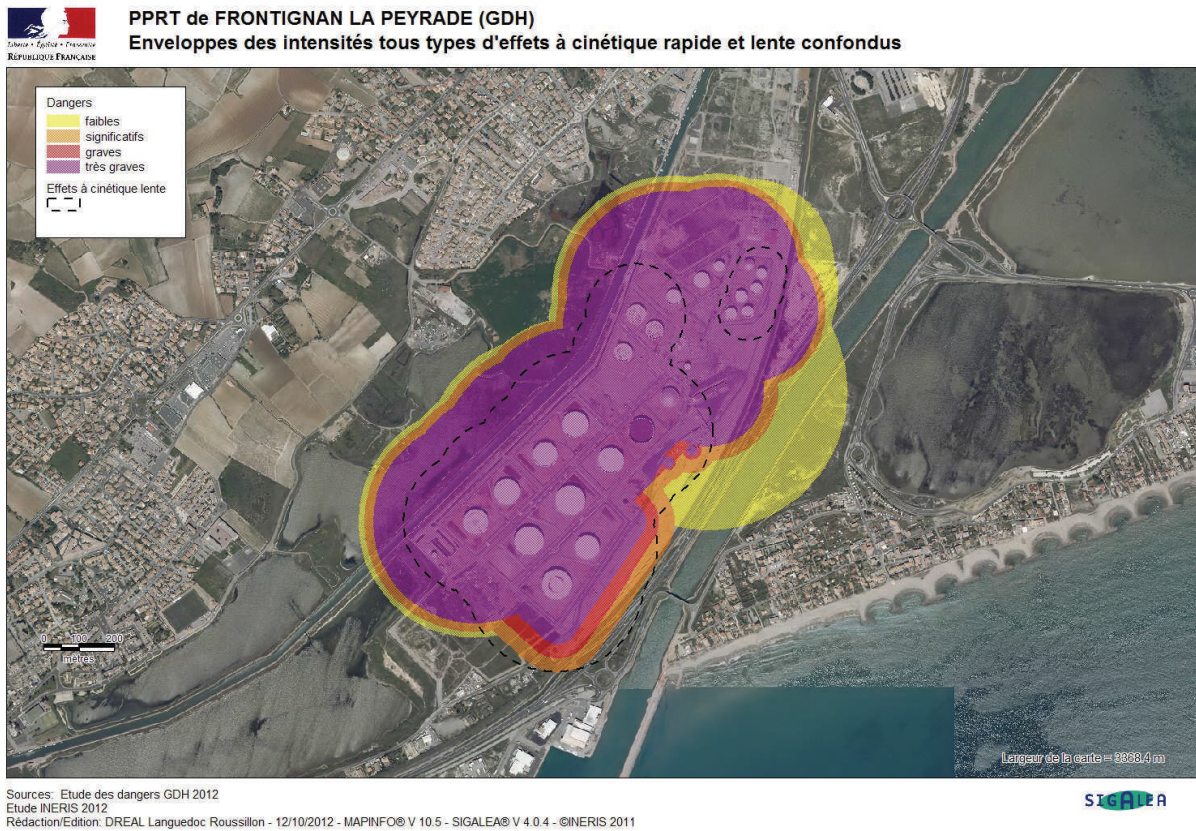 PPRT de FRONTIGNAN LA PEYRADE (GDH)
Enveloppes des intensités tous types d'effets à cinétique rapide et lente confondus
Liberté • Égalité • Fraternité
RÉPUBLIQUE FRANÇAISE
Dangers
faibles
significatifs
graves
très graves
Effets à cinétique lente
0 100 200
mètres
Largeur de la carte = 3368.4 m
Sources: Etude des dangers GDH 2012
Etude INERIS 2012
Rédaction/Edition: DREAL Languedoc Roussillon - 12/10/2012 - MAPINFO® V 10.5 - SIGALEA® V 4.0.4 - ©INERIS 2011
SIGALEA